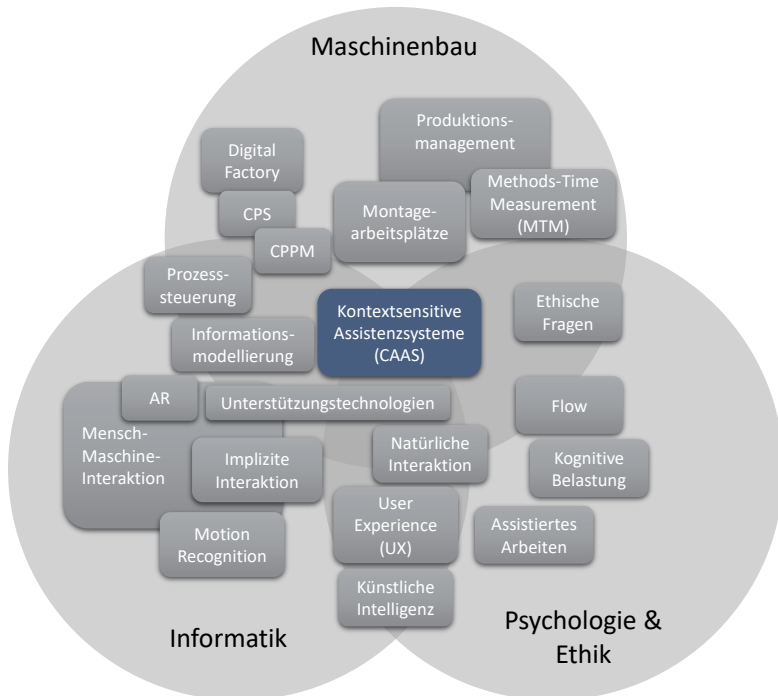 Maschinenbau
Produktions-
management
Digital
Factory
Methods-Time
Measurement
(MTM)
CPS
Montage-
arbeitsplätze
CPPM
Prozess-
steuerung
Ethische
Fragen
Kontextsensitive
Assistenzsysteme
(CAAS)
Informations-
modellierung
AR
Unterstützungstechnologien
Flow
Mensch-
Maschine-
Interaktion
Implizite
Interaktion
Natürliche
Interaktion
Kognitive
Belastung
User
Experience
(UX)
Assistiertes
Arbeiten
Motion
Recognition
Künstliche
Intelligenz
Informatik
Psychologie &
Ethik